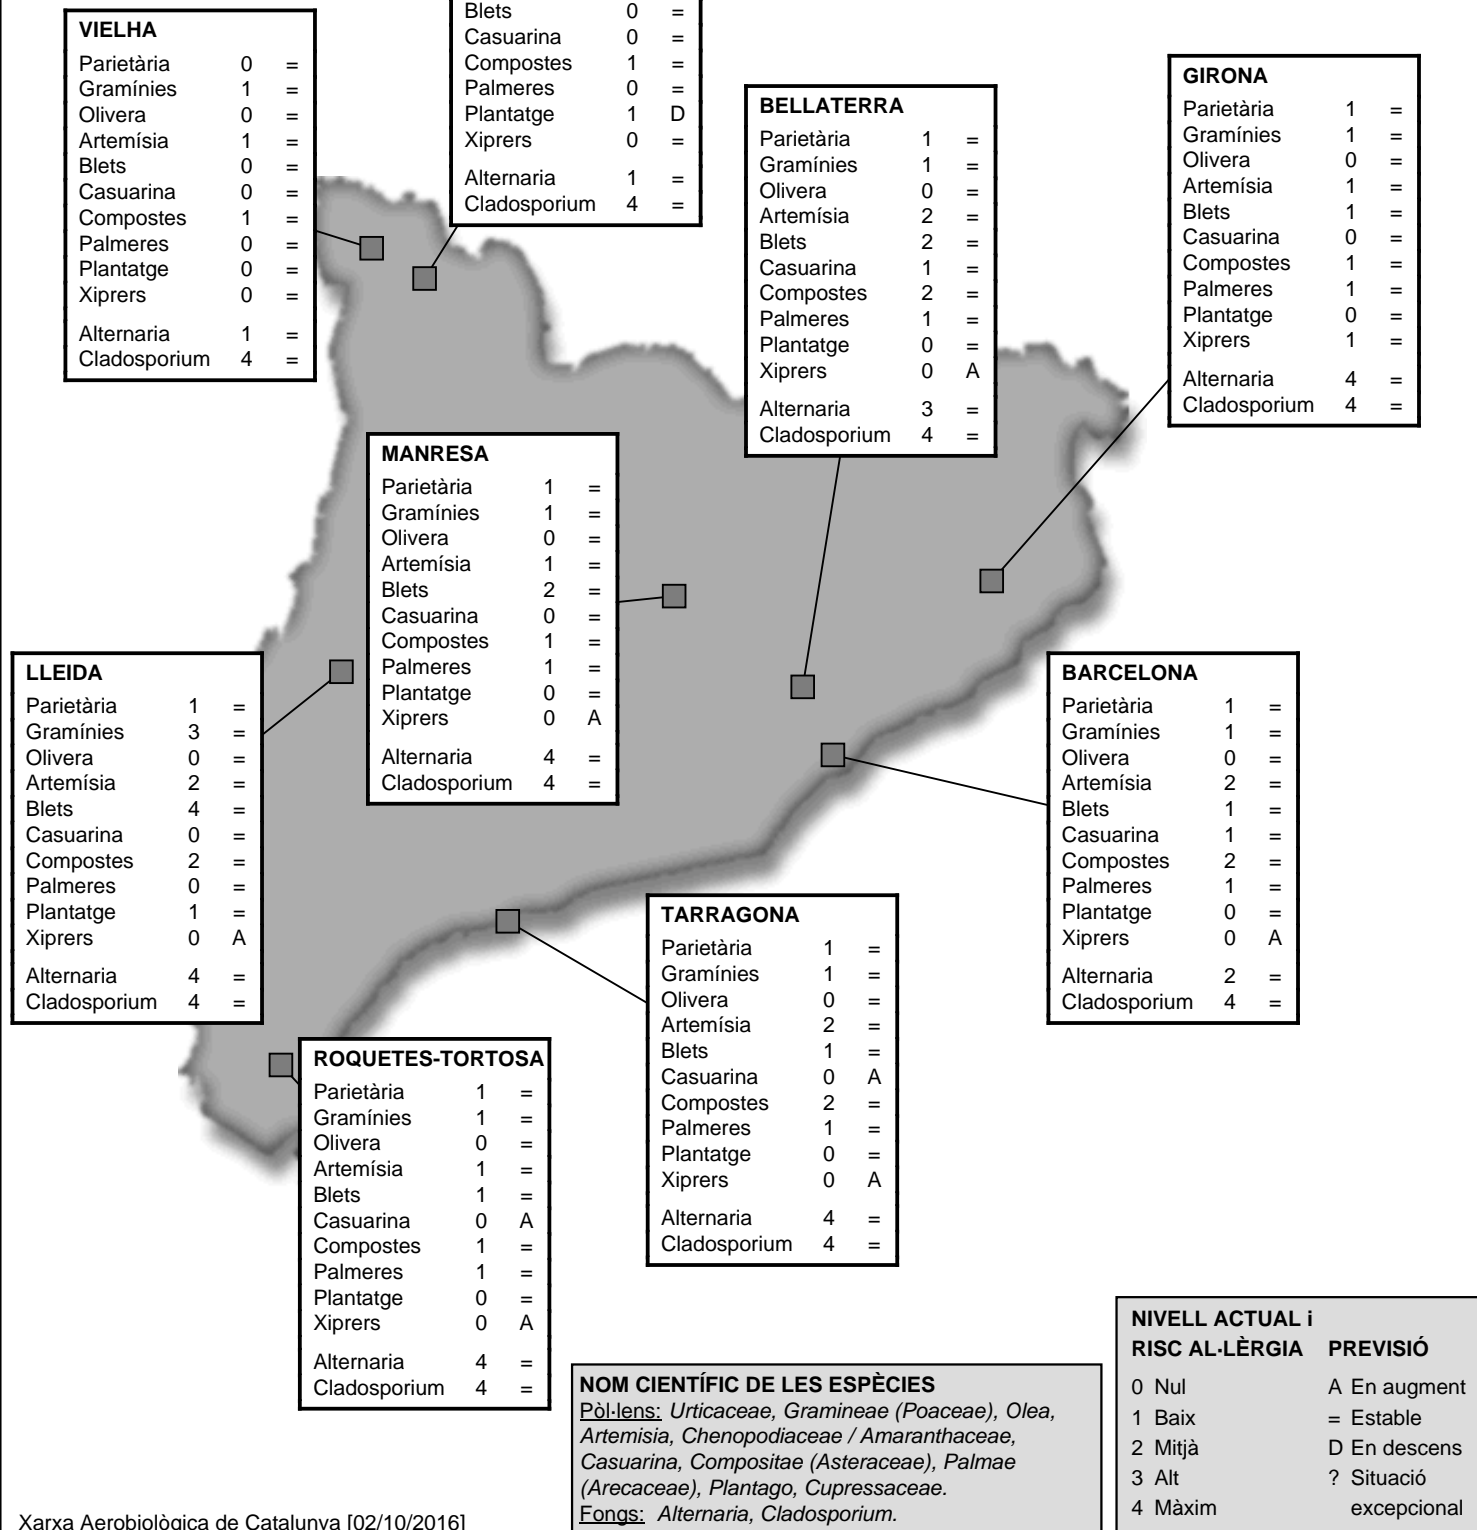 VIELHA
Parietària 0 =
Gramínies 1 =
Olivera 0 =
Artemísia 1 =
Blets 0 =
Casuarina 0 =
Compostes 1 =
Palmeres 0 =
Plantatge 0 =
Xiprers 0 =
Alternaria 1 =
Cladosporium 4 =
Blets 0 =
Casuarina 0 =
Compostes 1 =
Palmeres 0 =
Plantatge 1 D
Xiprers 0 =
Alternaria 1 =
Cladosporium 4 =
BELLATERRA
Parietària 1 =
Gramínies 1 =
Olivera 0 =
Artemísia 2 =
Blets 2 =
Casuarina 1 =
Compostes 2 =
Palmeres 1 =
Plantatge 0 =
Xiprers 0 A
Alternaria 3 =
Cladosporium 4 =
GIRONA
Parietària 1 =
Gramínies 1 =
Olivera 0 =
Artemísia 1 =
Blets 1 =
Casuarina 0 =
Compostes 1 =
Palmeres 1 =
Plantatge 0 =
Xiprers 1 =
Alternaria 4 =
Cladosporium 4 =
MANRESA
Parietària 1 =
Gramínies 1 =
Olivera 0 =
Artemísia 1 =
Blets 2 =
Casuarina 0 =
Compostes 1 =
Palmeres 1 =
Plantatge 0 =
Xiprers 0 A
Alternaria 4 =
Cladosporium 4 =
LLEIDA
Parietària 1 =
Gramínies 3 =
Olivera 0 =
Artemísia 2 =
Blets 4 =
Casuarina 0 =
Compostes 2 =
Palmeres 0 =
Plantatge 1 =
Xiprers 0 A
Alternaria 4 =
Cladosporium 4 =
BARCELONA
Parietària 1 =
Gramínies 1 =
Olivera 0 =
Artemísia 2 =
Blets 1 =
Casuarina 1 =
Compostes 2 =
Palmeres 1 =
Plantatge 0 =
Xiprers 0 A
Alternaria 2 =
Cladosporium 4 =
TARRAGONA
Parietària 1 =
Gramínies 1 =
Olivera 0 =
Artemísia 2 =
Blets 1 =
Casuarina 0 A
Compostes 2 =
Palmeres 1 =
Plantatge 0 =
Xiprers 0 A
Alternaria 4 =
Cladosporium 4 =
ROQUETES-TORTOSA
Parietària 1 =
Gramínies 1 =
Olivera 0 =
Artemísia 1 =
Blets 1 =
Casuarina 0 A
Compostes 1 =
Palmeres 1 =
Plantatge 0 =
Xiprers 0 A
Alternaria 4 =
Cladosporium 4 =
NOM CIENTÍFIC DE LES ESPÈCIES
Pòl·lens: Urticaceae, Gramineae (Poaceae), Olea,
Artemisia, Chenopodiaceae / Amaranthaceae,
Casuarina, Compositae (Asteraceae), Palmae
(Arecaceae), Plantago, Cupressaceae.
Fongs: Alternaria, Cladosporium.
NIVELL ACTUAL i
RISC AL·LÈRGIA PREVISIÓ
0 Nul A En augment
1 Baix = Estable
2 Mitjà D En descens
3 Alt ? Situació
4 Màxim excepcional
Xarxa Aerobiològica de Catalunya [02/10/2016]